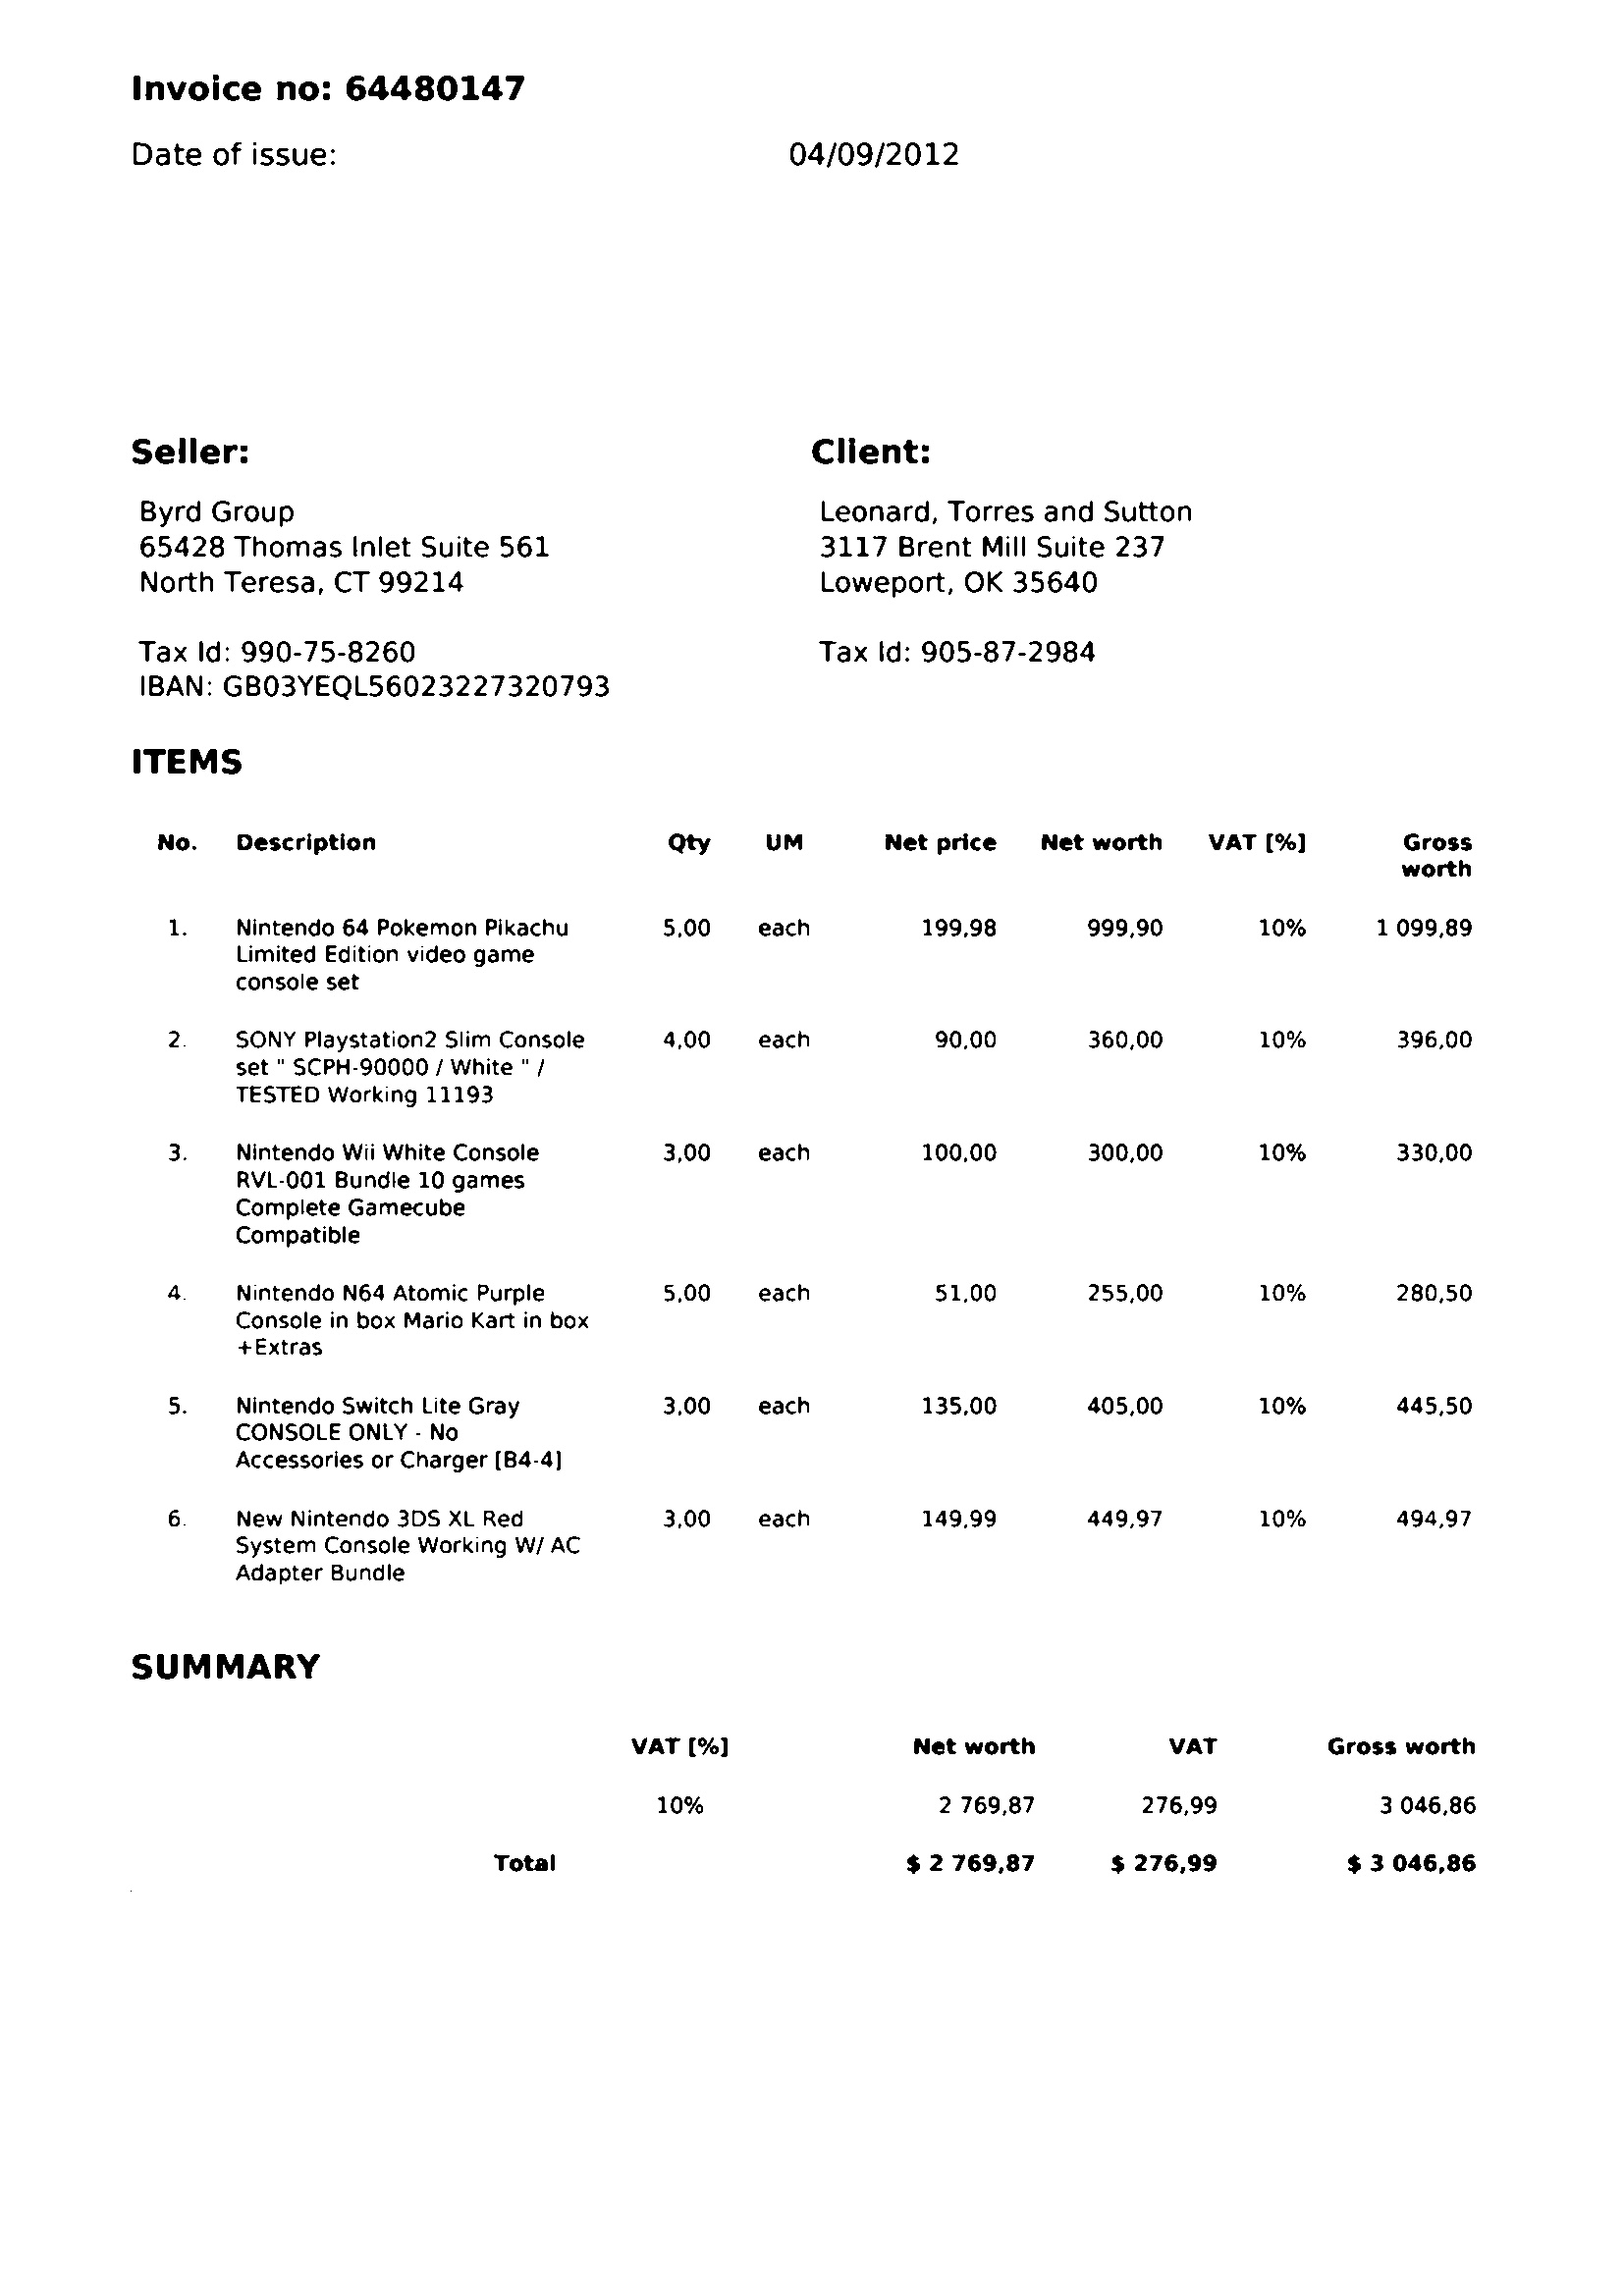 Invoice no: 64480147
Date of issue: 04/09/2012
Seller:
Byrd Group
65428 Thomas Inlet Suite 561
North Teresa, CT 99214
Tax Id: 990-75-8260
IBAN: GB03YEQL56023227320793
Client:
Leonard, Torres and Sutton
3117 Brent Mill Suite 237
Loweport, OK 35640
Tax Id: 905-87-2984
ITEMS
No. Description Qty UM Net price Net worth VAT [%] Gross
worth
1. Nintendo 64 Pokemon Pikachu 5,00 each 199,98 999,90 10% 1 099,89
Limited Edition video game
console set
2. SONY Playstation2 Slim Console 4,00 each 90,00 360,00 10% 396,00
set " SCPH-90000 / White " /
TESTED Working 11193
3. Nintendo Wii White Console 3,00 each 100,00 300,00 10% 330,00
RVL-001 Bundle 10 games
Complete Gamecube
Compatible
4. Nintendo N64 Atomic Purple 5,00 each 51,00 255,00 10% 280,50
Console in box Mario Kart in box
+Extras
5. Nintendo Switch Lite Gray 3,00 each 135,00 405,00 10% 445,50
CONSOLE ONLY - No
Accessories or Charger [B4-4]
6. New Nintendo 3DS XL Red 3,00 each 149,99 449,97 10% 494,97
System Console Working W/ AC
Adapter Bundle
SUMMARY
VAT [%] Net worth VAT Gross worth
10% 2 769,87 276,99 3 046,86
Total $ 2 769,87 $ 276,99 $ 3 046,86